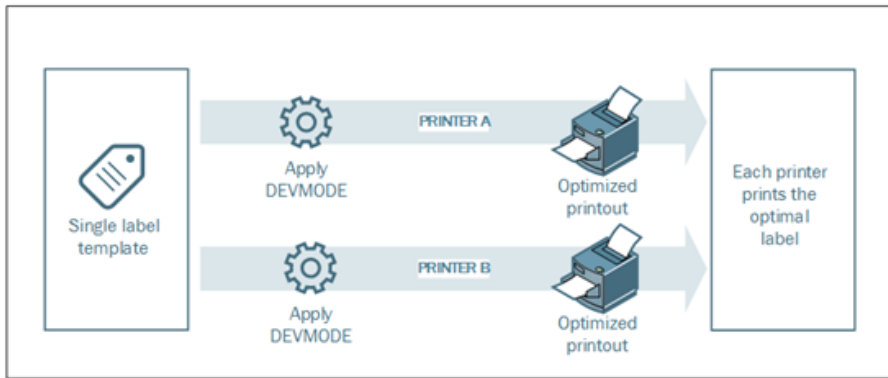 Single label
template
Apply
DEVMODE
PRINTER A
Optimized
printout
Apply
DEVMODE
PRINTER B
Optimized
printout
Each printer
prints the
optimal
label